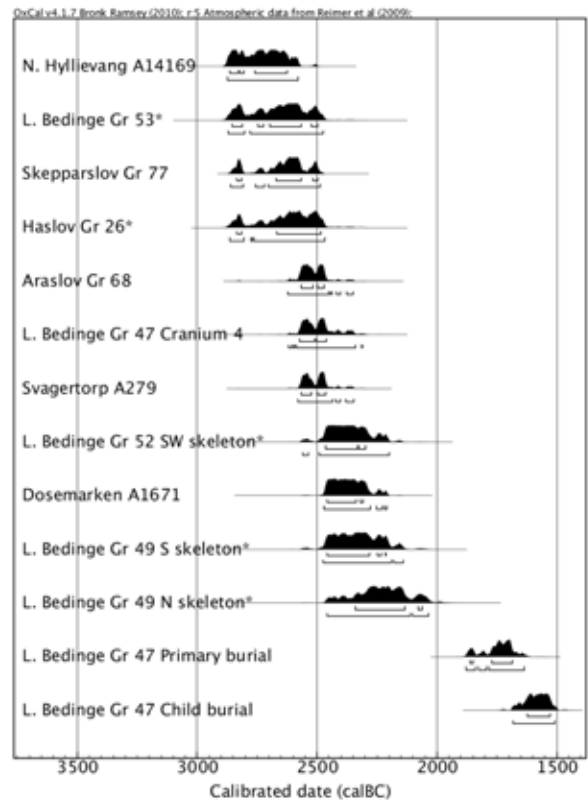 OxCal v4.1.7 Bronk Ramsey (2010); r:5 Atmospheric data from Reimer et al (2009);
N. Hyllievang A14169
L. Bedinge Gr 53*
Skepparslov Gr 77
Haslov Gr 26*
Araslov Gr 68
L. Bedinge Gr 47 Cranium 4
Svagertorp A279
L. Bedinge Gr 52 SW skeleton*
Dosemarken A1671
L. Bedinge Gr 49 S skeleton*
L. Bedinge Gr 49 N skeleton*
L. Bedinge Gr 47 Primary burial
L. Bedinge Gr 47 Child burial
3500 3000 2500 2000 1500
Calibrated date (calBC)